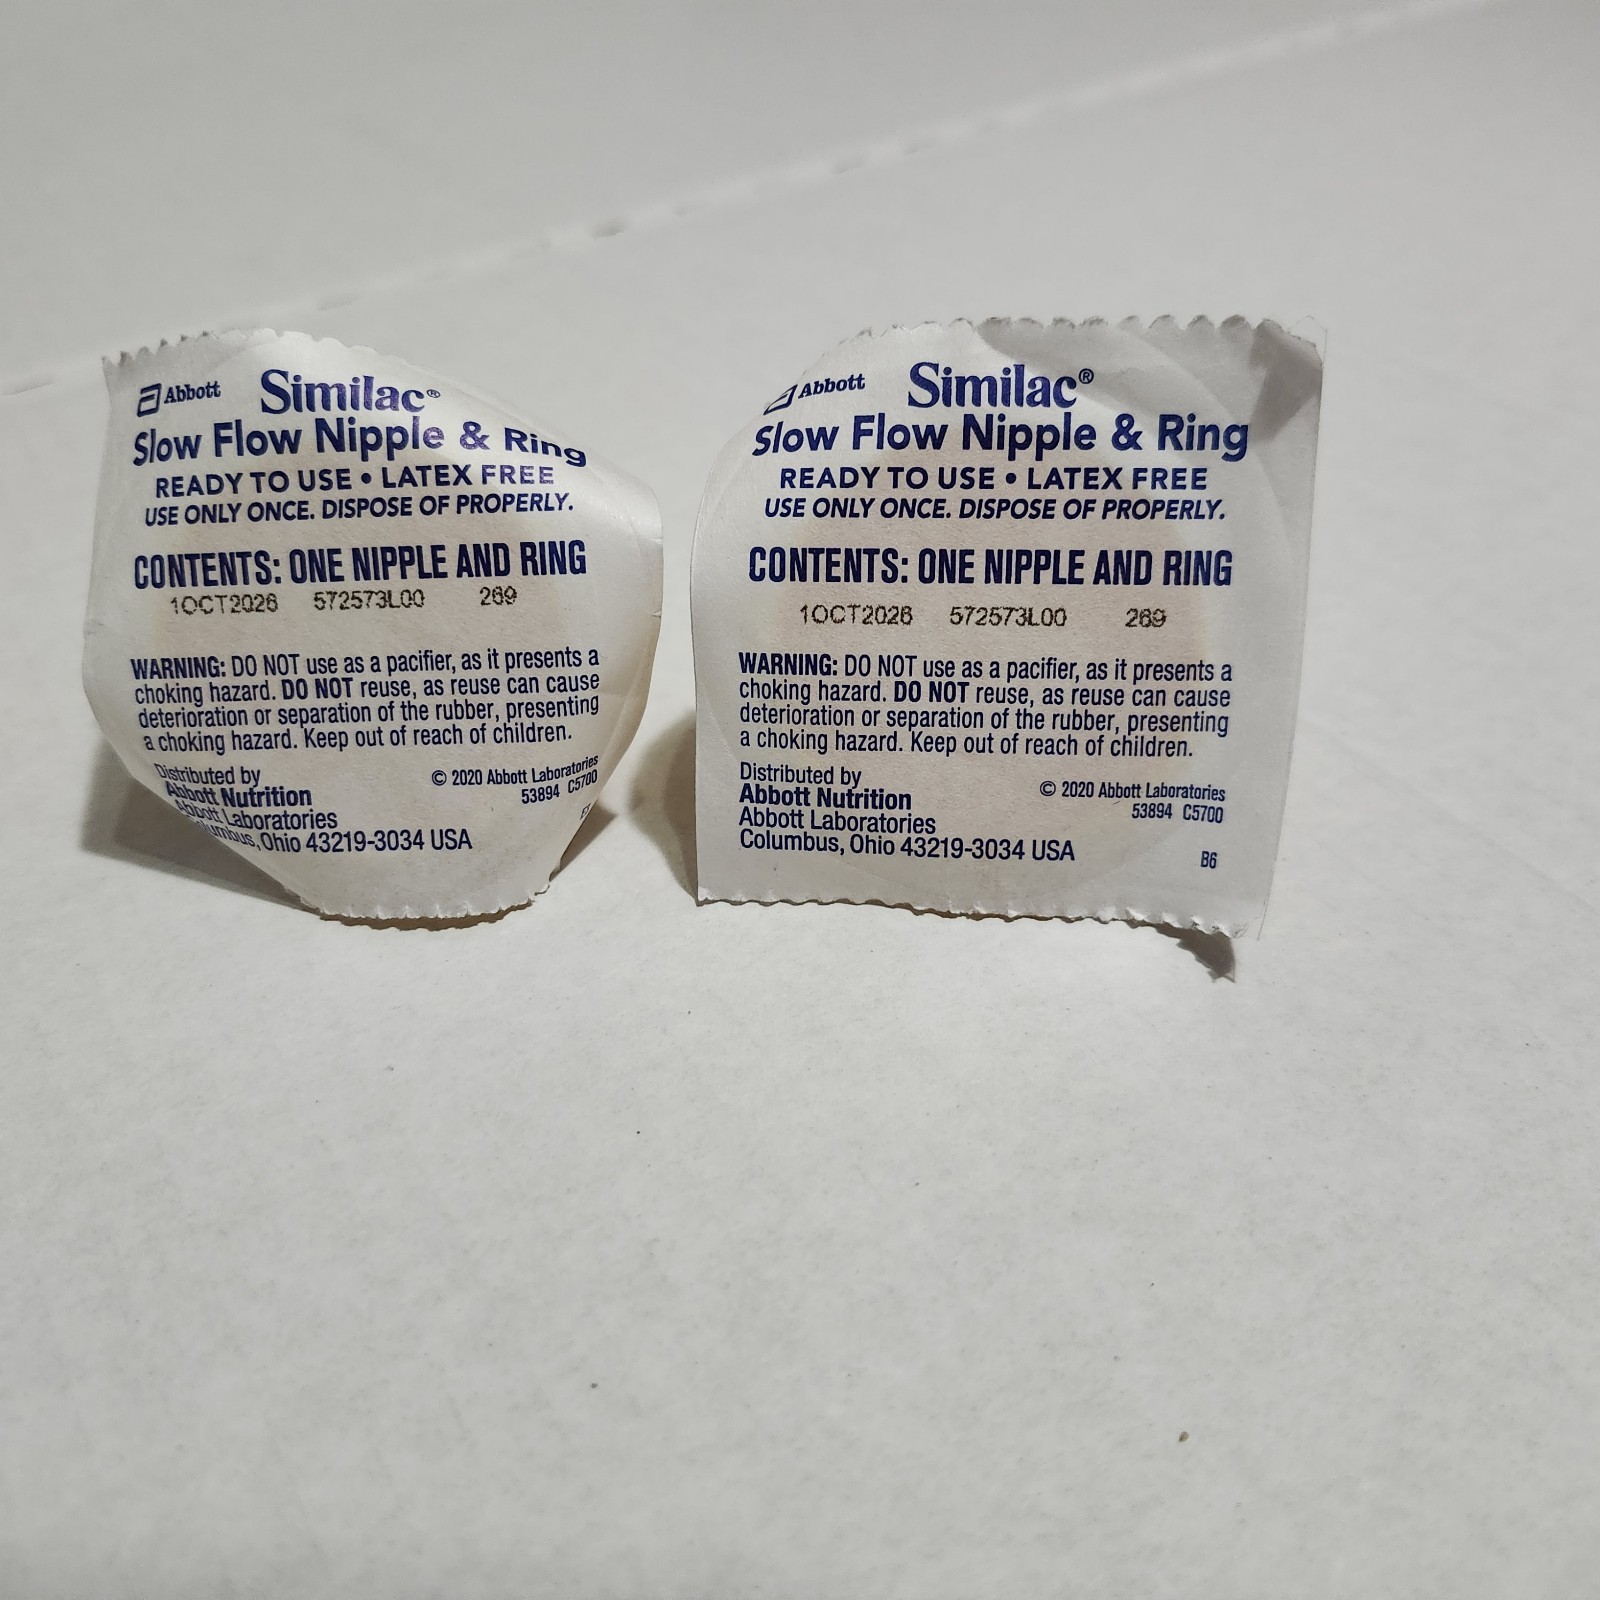 Abbott Similac®
Slow Flow Nipple & Ring
READY TO USE • LATEX FREE
USE ONLY ONCE. DISPOSE OF PROPERLY.
CONTENTS: ONE NIPPLE AND RING
1OCT2026 572573L00 269
WARNING: DO NOT use as a pacifier, as it presents a
choking hazard. DO NOT reuse, as reuse can cause
deterioration or separation of the rubber, presenting
a choking hazard. Keep out of reach of children.
Distributed by
Abbott Nutrition
Abbott Laboratories
Columbus, Ohio 43219-3034 USA
© 2020 Abbott Laboratories
53894 C5700
Abbott Similac®
Slow Flow Nipple & Ring
READY TO USE • LATEX FREE
USE ONLY ONCE. DISPOSE OF PROPERLY.
CONTENTS: ONE NIPPLE AND RING
1OCT2026 572573L00 269
WARNING: DO NOT use as a pacifier, as it presents a
choking hazard. DO NOT reuse, as reuse can cause
deterioration or separation of the rubber, presenting
a choking hazard. Keep out of reach of children.
Distributed by
Abbott Nutrition
Abbott Laboratories
Columbus, Ohio 43219-3034 USA
© 2020 Abbott Laboratories
53894 C5700
B6